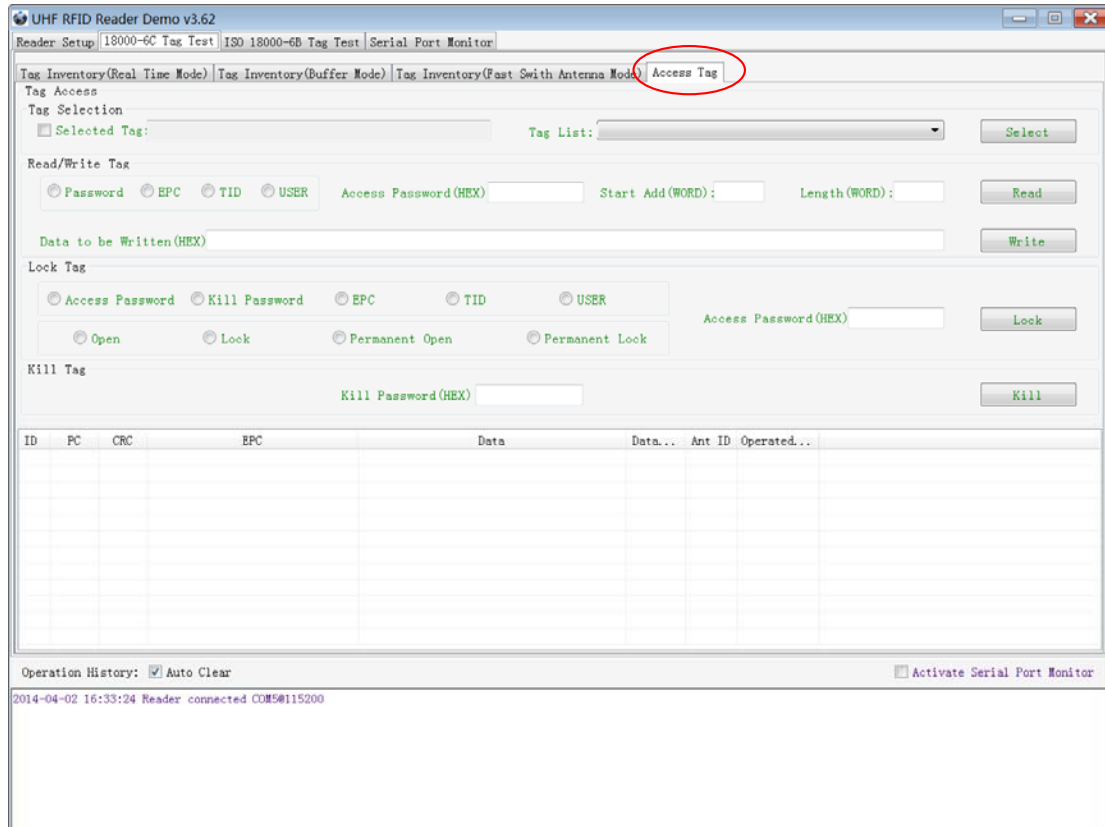 UHF RFID Reader Demo v3.62
Reader Setup 18000-6C Tag Test ISO 18000-6B Tag Test Serial Port Monitor
Tag Inventory(Real Time Mode) Tag Inventory(Buffer Mode) Tag Inventory(Fast Swith Antenna Mode) Access Tag
Tag Access
Tag Selection
Selected Tag: Tag List: Select
Read/Write Tag
Password EPC TID USER Access Password(HEX) Start Add(WORD): Length(WORD): Read
Data to be Written(HEX) Write
Lock Tag
Access Password Kill Password EPC TID USER
Access Password(HEX) Lock
Open Lock Permanent Open Permanent Lock
Kill Tag
Kill Password(HEX) Kill
ID PC CRC EPC Data Data... Ant ID Operated...
Operation History: Auto Clear Activate Serial Port Monitor
2014-04-02 16:33:24 Reader connected COM5@115200